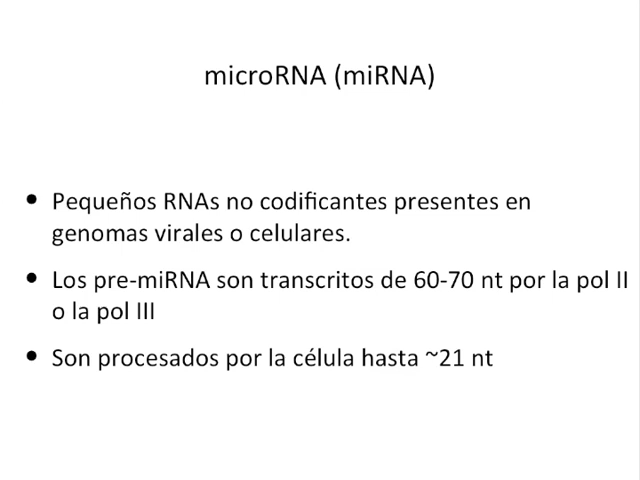 microRNA (miRNA)
• Pequeños RNAs no codificantes presentes en
genomas virales o celulares.
• Los pre-miRNA son transcritos de 60-70 nt por la pol II
o la pol III
• Son procesados por la célula hasta ~21 nt